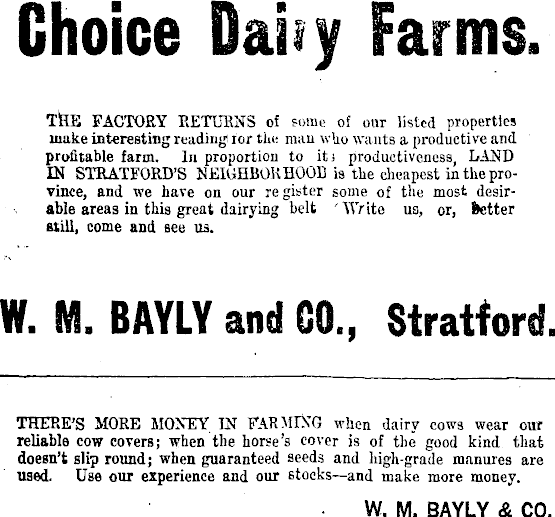 Choice Dairy Farms.
THE FACTORY RETURNS of some of our listed properties
make interesting reading for the man who wants a productive and
profitable farm. In proportion to its productiveness, LAND
IN STRATFORD'S NEIGHBORHOOD is the cheapest in the pro-
vince, and we have on our register some of the most desir-
able areas in this great dairying belt Write us, or, better
still, come and see us.
W. M. BAYLY and CO., Stratford.
THERE'S MORE MONEY IN FARMING when dairy cows wear our
reliable cow covers; when the horse's cover is of the good kind that
doesn't slip round; when guaranteed seeds and high-grade manures are
used. Use our experience and our stocks—and make more money.
W. M. BAYLY & CO.